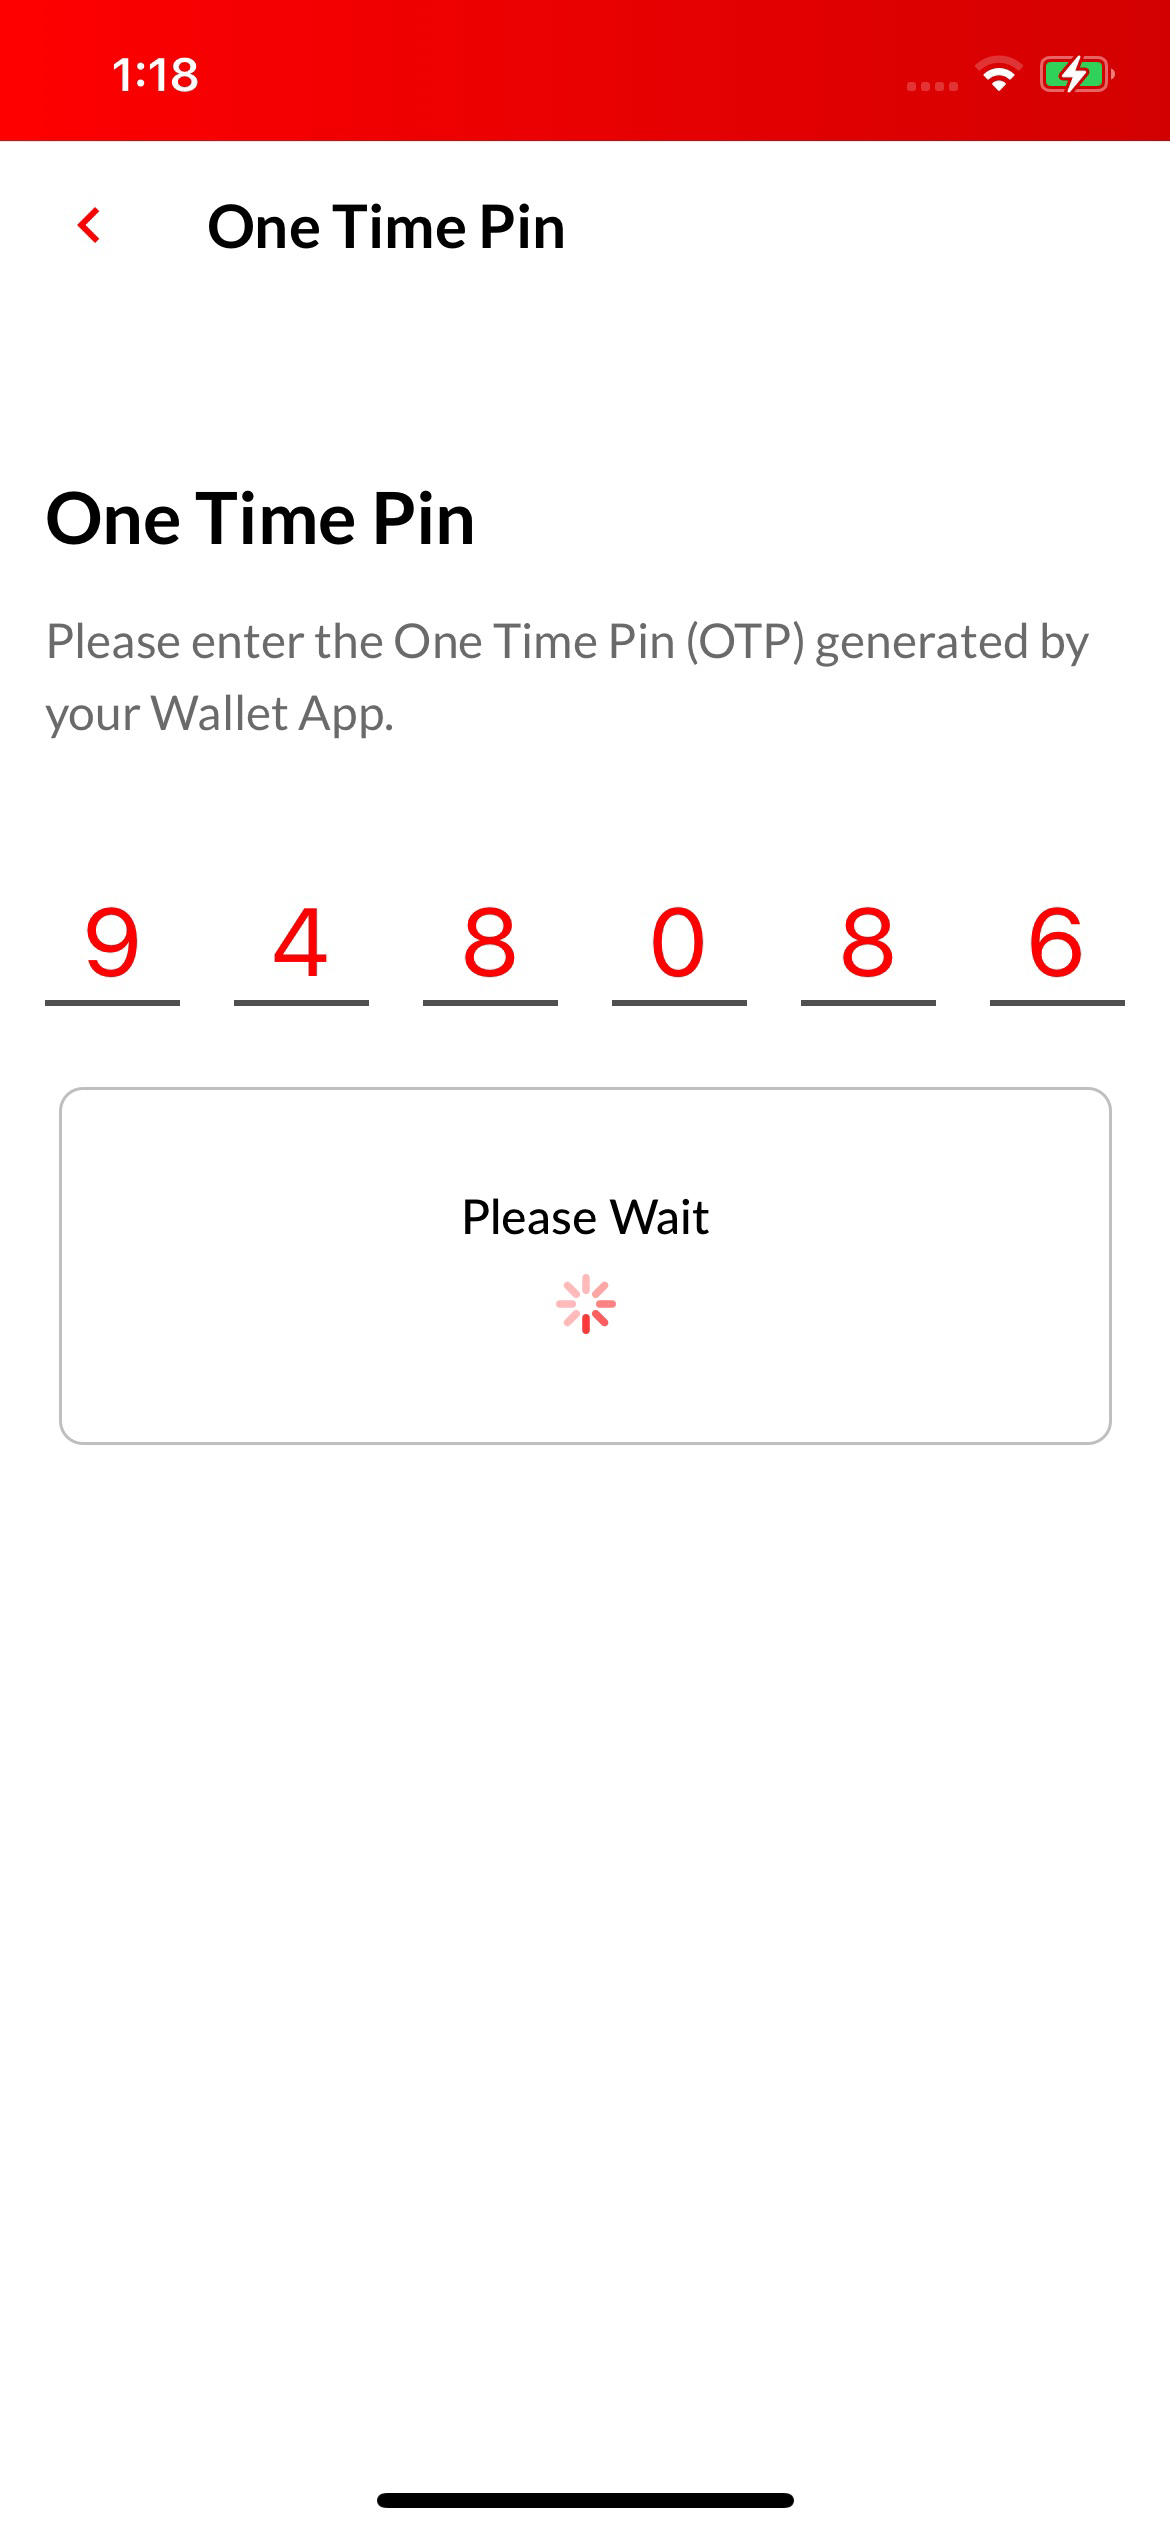 1:18
One Time Pin
One Time Pin
Please enter the One Time Pin (OTP) generated by
your Wallet App.
9 4 8 0 8 6
Please Wait